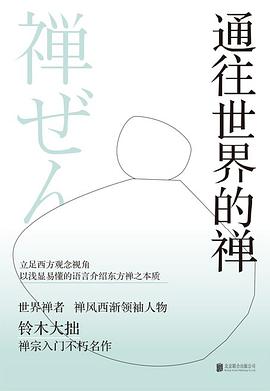 通往世界的禅
禅ぜん
立足西方观念视角
以浅显易懂的语言介绍东方禅之本质
世界禅者 禅风西渐领袖人物
铃木大拙
禅宗入门不朽名作
北京联合出版公司